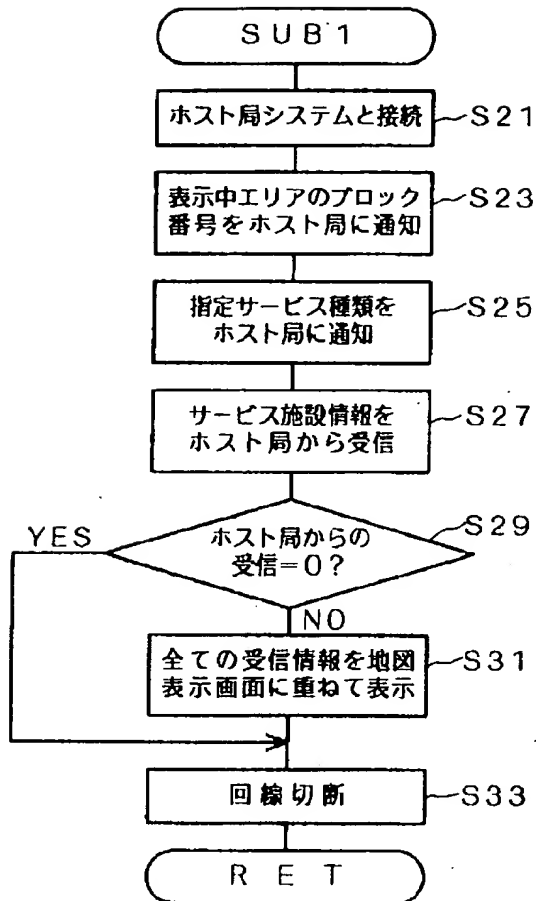 SUB1
ホスト局システムと接続
S21
表示中エリアのブロック
番号をホスト局に通知
S23
指定サービス種類を
ホスト局に通知
S25
サービス施設情報を
ホスト局から受信
S27
ホスト局からの
受信=0?
S29
YES
NO
全ての受信情報を地図
表示画面に重ねて表示
S31
回線切断
S33
RET